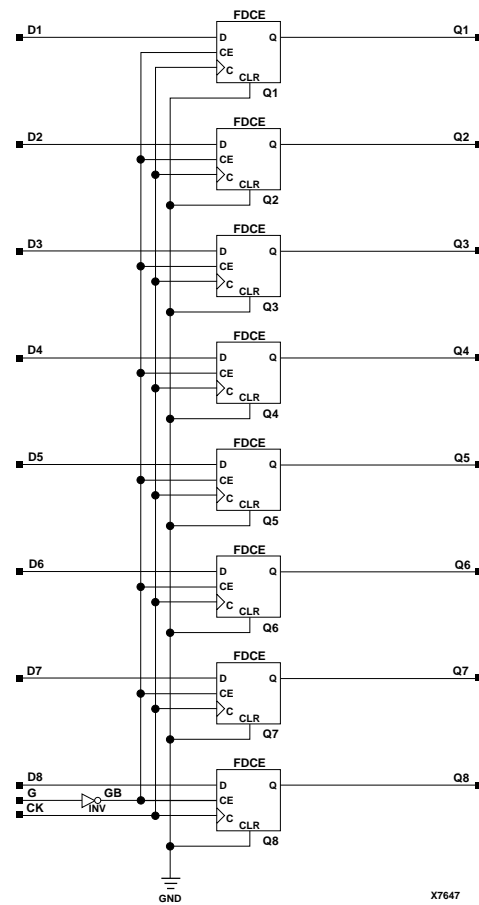 FDCE
D1 D Q Q1
CE
C
CLR
Q1
FDCE
D2 D Q Q2
CE
C
CLR
Q2
FDCE
D3 D Q Q3
CE
C
CLR
Q3
FDCE
D4 D Q Q4
CE
C
CLR
Q4
FDCE
D5 D Q Q5
CE
C
CLR
Q5
FDCE
D6 D Q Q6
CE
C
CLR
Q6
FDCE
D7 D Q Q7
CE
C
CLR
Q7
FDCE
D8 D Q Q8
G GB CE
INV
CK C
CLR
Q8
GND
X7647